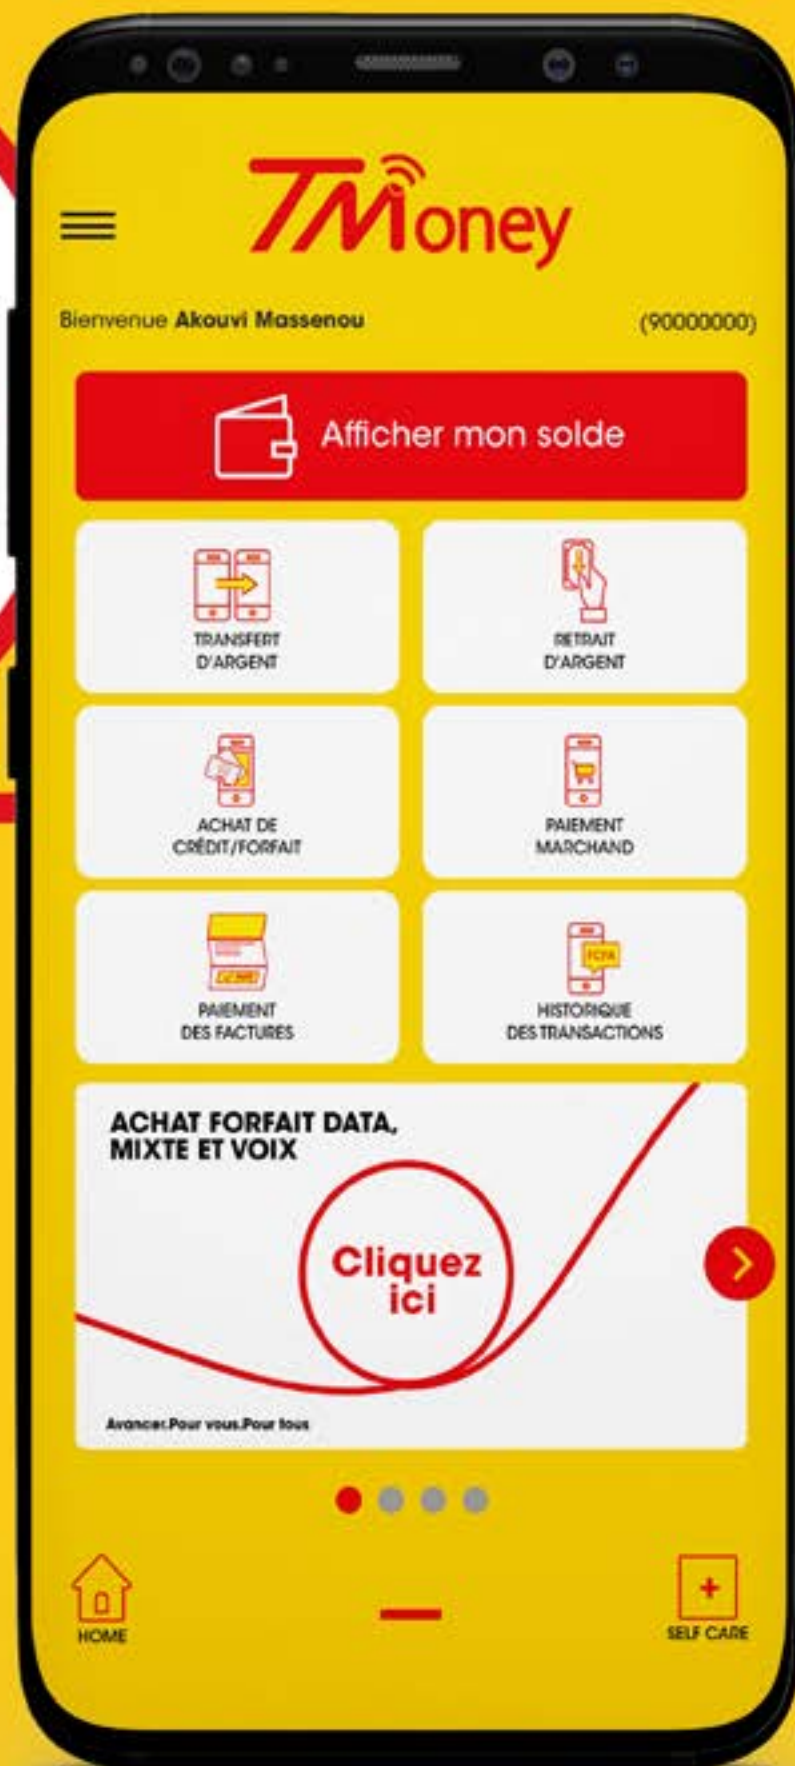 TMoney
Bienvenue Akouvi Massenou
(90000000)
Afficher mon solde
TRANSFERT
D'ARGENT
RETRAIT
D'ARGENT
ACHAT DE
CRÉDIT/FORFAIT
PAIEMENT
MARCHAND
PAIEMENT
DES FACTURES
FCFA
HISTORIQUE
DES TRANSACTIONS
ACHAT FORFAIT DATA,
MIXTE ET VOIX
Cliquez
ici
Avancer.Pour vous.Pour tous
HOME
SELF CARE